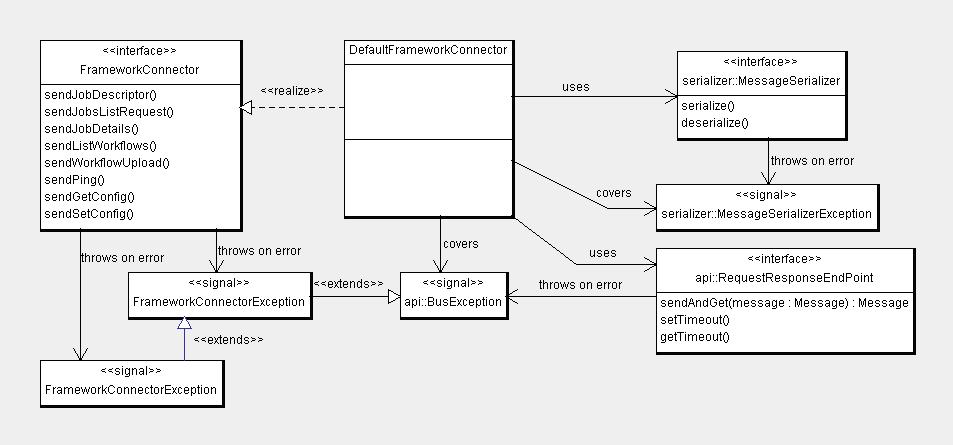 <<interface>>
FrameworkConnector
sendJobDescriptor()
sendJobsListRequest()
sendJobDetails()
sendListWorkflows()
sendWorkflowUpload()
sendPing()
sendGetConfig()
sendSetConfig()
<<realize>>
DefaultFrameworkConnector
uses
<<interface>>
serializer::MessageSerializer
serialize()
deserialize()
throws on error
covers
<<signal>>
serializer::MessageSerializerException
throws on error
throws on error
covers
uses
<<interface>>
api::RequestResponseEndPoint
sendAndGet(message : Message) : Message
setTimeout()
getTimeout()
<<signal>>
FrameworkConnectorException
<<extends>>
<<signal>>
api::BusException
throws on error
<<extends>>
<<signal>>
FrameworkConnectorException